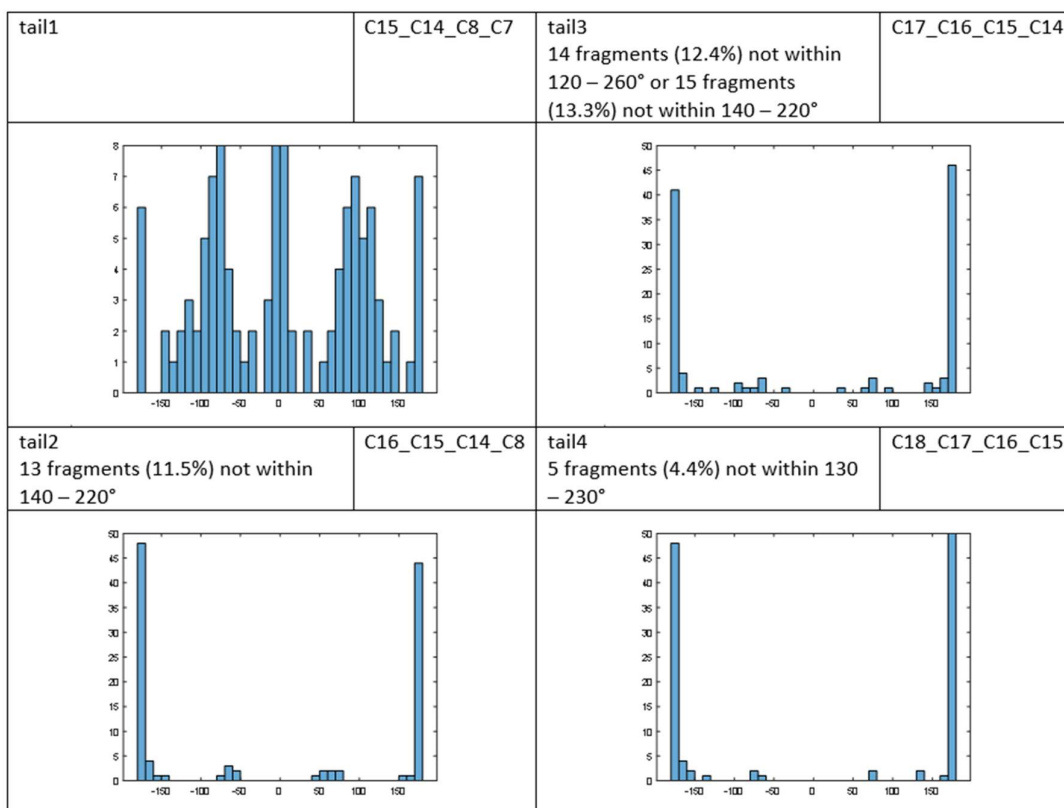 tail1
C15_C14_C8_C7
tail3
14 fragments (12.4%) not within
120 – 260° or 15 fragments
(13.3%) not within 140 – 220°
C17_C16_C15_C14
8
7
6
5
4
3
2
1
0
-150 -100 -50 0 50 100 150
50
45
40
35
30
25
20
15
10
5
0
-150 -100 -50 0 50 100 150
tail2
13 fragments (11.5%) not within
140 – 220°
C16_C15_C14_C8
tail4
5 fragments (4.4%) not within 130
– 230°
C18_C17_C16_C15
50
45
40
35
30
25
20
15
10
5
0
-150 -100 -50 0 50 100 150
50
45
40
35
30
25
20
15
10
5
0
-150 -100 -50 0 50 100 150